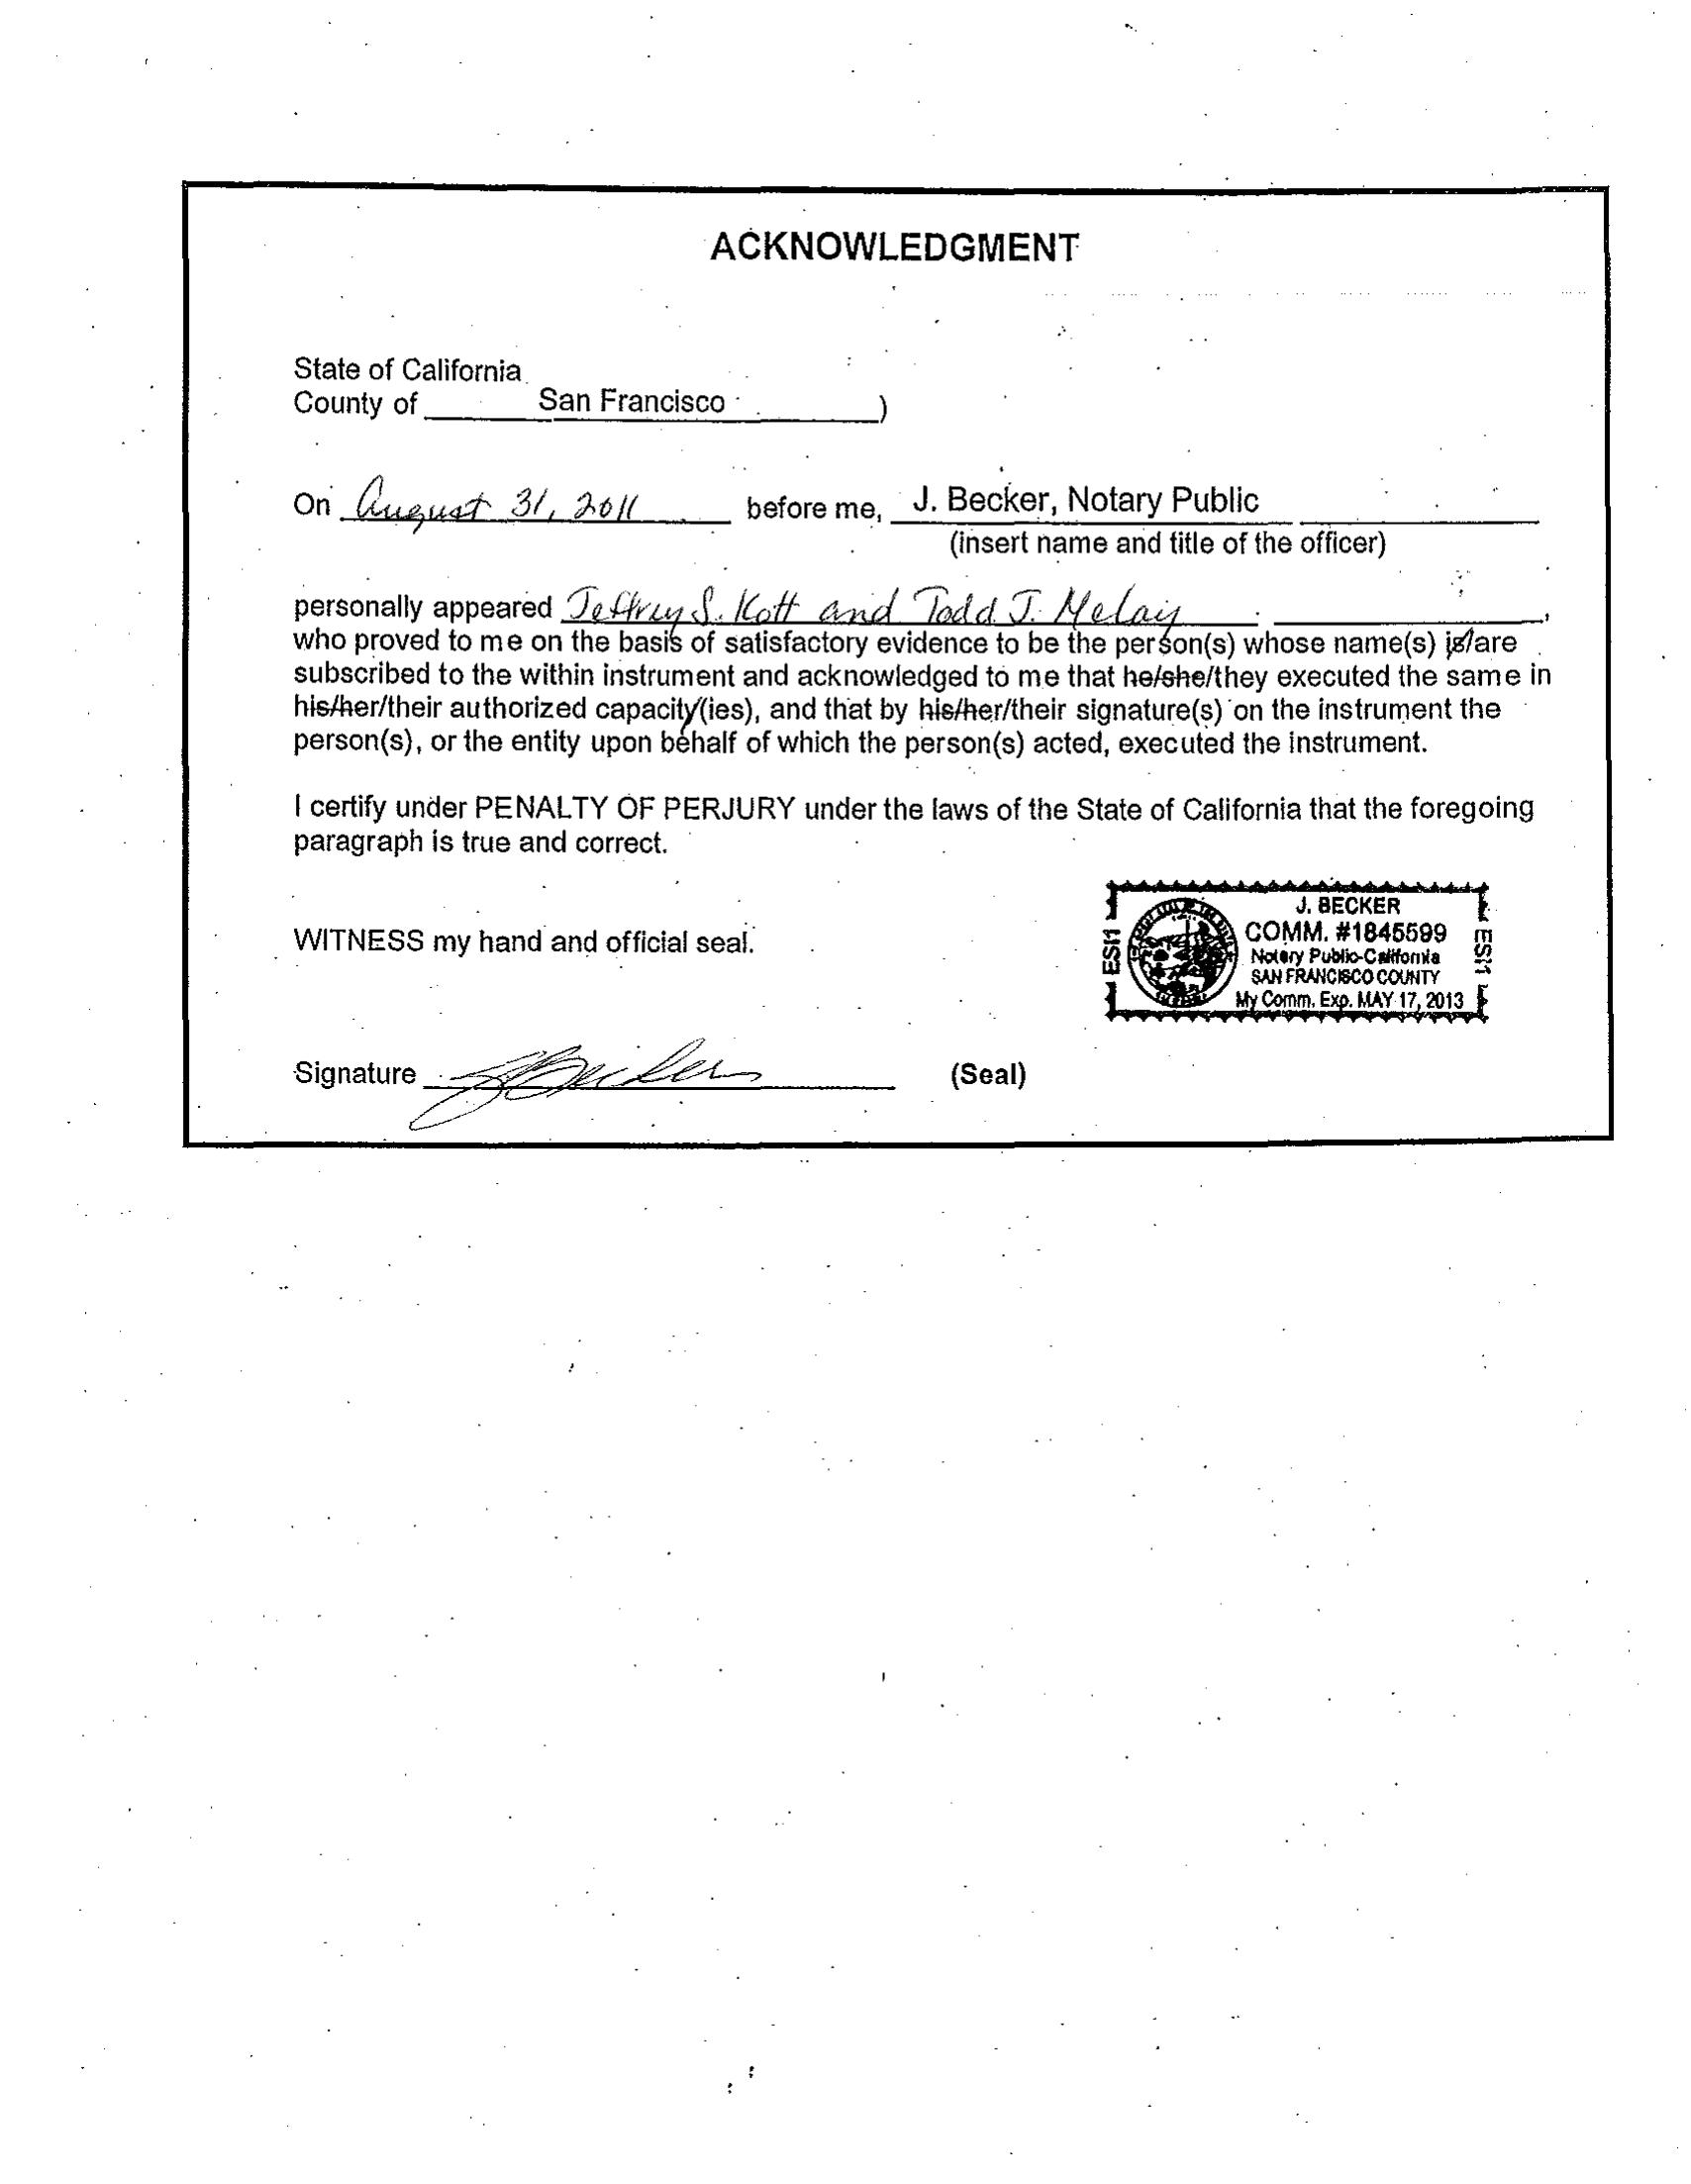 ACKNOWLEDGMENT
State of California
County of San Francisco )
On August 31, 2011 before me, J. Becker, Notary Public
(insert name and title of the officer)
personally appeared Jeffrey S. Kott and Todd J. Melay ,
who proved to me on the basis of satisfactory evidence to be the person(s) whose name(s) is/are
subscribed to the within instrument and acknowledged to me that he/she/they executed the same in
his/her/their authorized capacity(ies), and that by his/her/their signature(s) on the instrument the
person(s), or the entity upon behalf of which the person(s) acted, executed the instrument.
I certify under PENALTY OF PERJURY under the laws of the State of California that the foregoing
paragraph is true and correct.
WITNESS my hand and official seal.
ESI1
J. BECKER
COMM. #1845599
Notary Public-California
SAN FRANCISCO COUNTY
My Comm. Exp. MAY 17, 2013
ESI1
Signature J Becker (Seal)